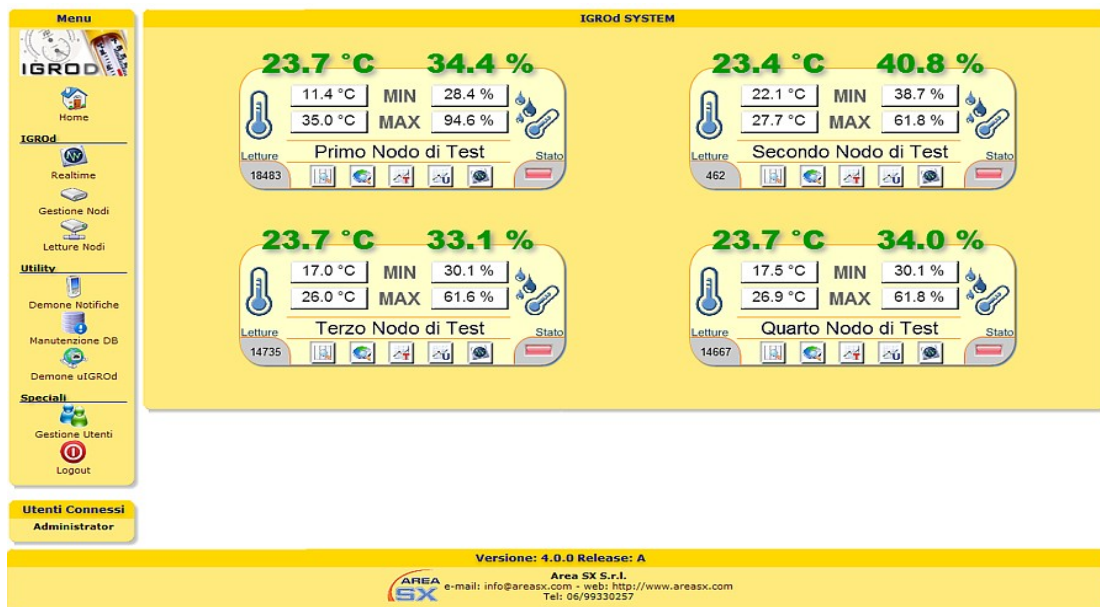 Menu
IGROD
Home
IGROd
Realtime
Gestione Nodi
Letture Nodi
Utility
Demone Notifiche
Manutenzione DB
Demone uIGROd
Speciali
Gestione Utenti
Logout
Utenti Connessi
Administrator
IGROd SYSTEM
23.7 °C 34.4 %
11.4 °C MIN 28.4 %
35.0 °C MAX 94.6 %
Letture Primo Nodo di Test Stato
18483
23.4 °C 40.8 %
22.1 °C MIN 38.7 %
27.7 °C MAX 61.8 %
Letture Secondo Nodo di Test Stato
462
23.7 °C 33.1 %
17.0 °C MIN 30.1 %
26.0 °C MAX 61.6 %
Letture Terzo Nodo di Test Stato
14735
23.7 °C 34.0 %
17.5 °C MIN 30.1 %
26.9 °C MAX 61.8 %
Letture Quarto Nodo di Test Stato
14667
Versione: 4.0.0 Release: A
AREA SX
Area SX S.r.l.
e-mail: info@areasx.com - web: http://www.areasx.com
Tel: 06/99330257